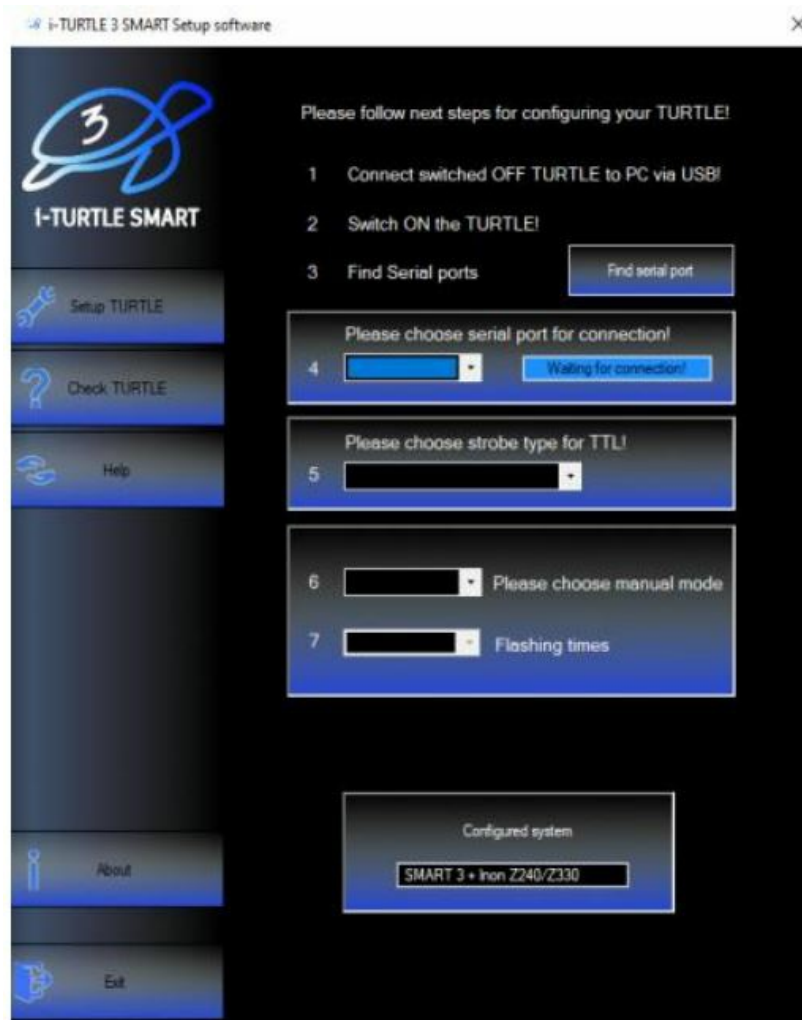 i-TURTLE 3 SMART Setup software
3
i-TURTLE SMART
Setup TURTLE
Check TURTLE
Help
About
Exit
Please follow next steps for configuring your TURTLE!
1 Connect switched OFF TURTLE to PC via USB!
2 Switch ON the TURTLE!
3 Find Serial ports
Find serial port
Please choose serial port for connection!
4 Waiting for connection!
Please choose strobe type for TTL!
5
6 Please choose manual mode
7 Flashing times
Configured system
SMART 3 + Inon Z240/Z330